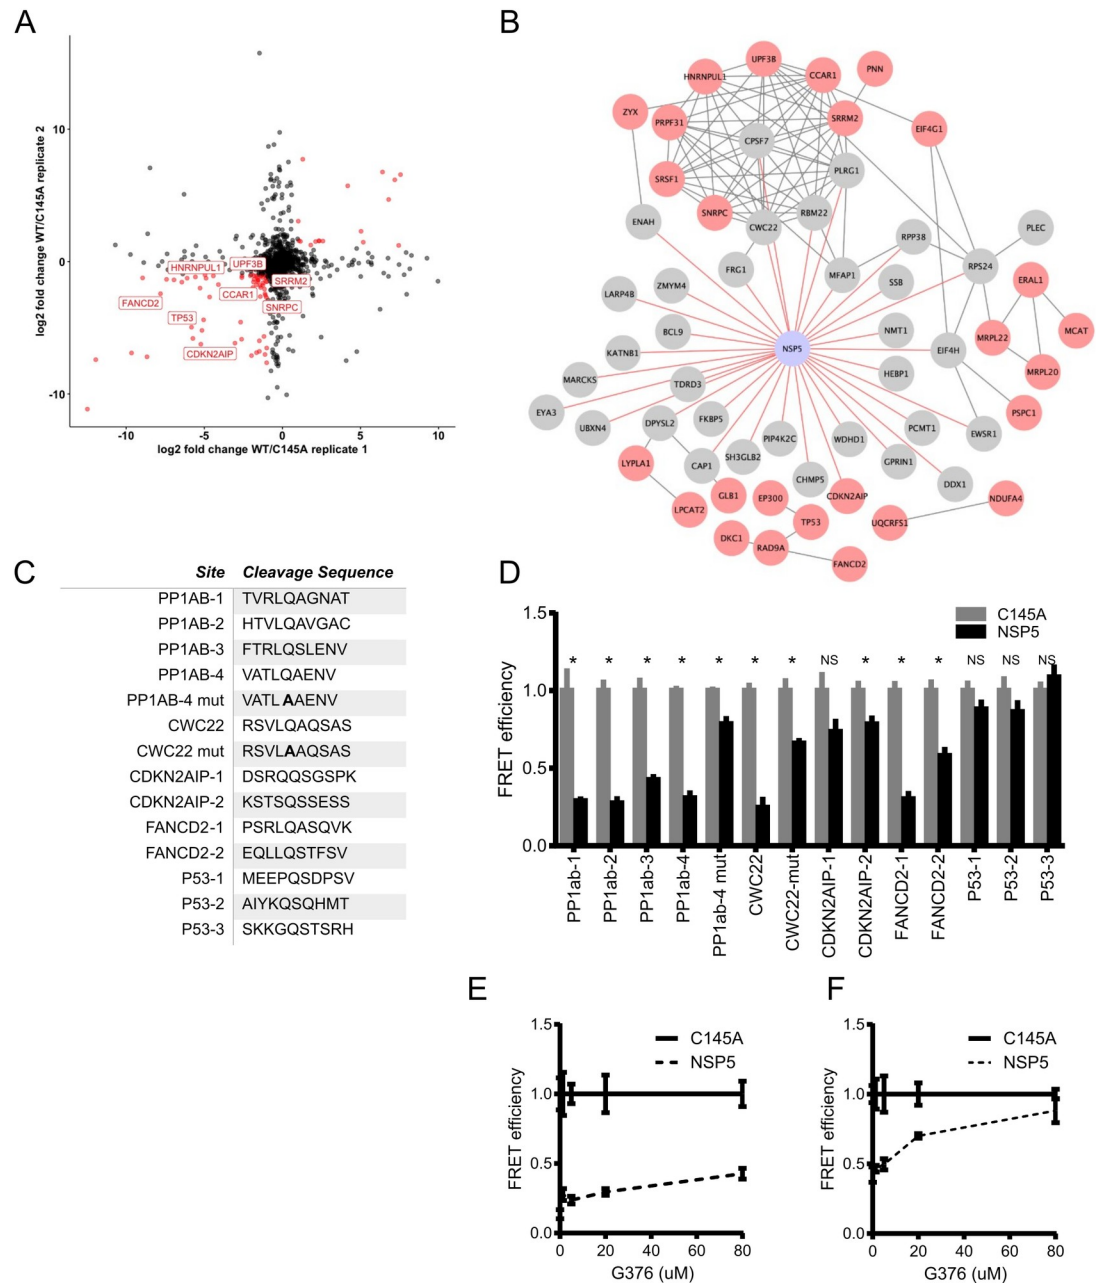 A
log2 fold change WT/C145A replicate 2
10
0
-10
HNRNPUL1
UPF3B
SRRM2
FANCD2
CCAR1
SNRPC
TP53
CDKN2AIP
-10
-5
0
5
10
log2 fold change WT/C145A replicate 1
B
UPF3B
HNRNPUL1
CCAR1
PNN
ZYX
PRPF31
SRRM2
EIF4G1
CPSF7
SRSF1
PLRG1
SNRPC
RBM22
ENAH
CWC22
RPP38
PLEC
FRG1
MFAP1
RPS24
ZMYM4
SSB
ERAL1
LARP4B
BCL9
NMT1
MRPL22
MCAT
KATNB1
NSP5
EIF4H
MARCKS
TDRD3
HEBP1
MRPL20
EYA3
UBXN4
DPYSL2
FKBP5
PCMT1
EWSR1
PSPC1
PIP4K2C
WDHD1
LYPLA1
CAP1
SH3GLB2
GPRIN1
CHMP5
DDX1
GLB1
EP300
CDKN2AIP
NDUFA4
LPCAT2
TP53
UQCRFS1
DKC1
RAD9A
FANCD2
C
Site Cleavage Sequence
PP1AB-1 TVRLQAGNAT
PP1AB-2 HTVLQAVGAC
PP1AB-3 FTRLQSLENV
PP1AB-4 VATLQAENV
PP1AB-4 mut VATLAAENV
CWC22 RSVLQAQSAS
CWC22 mut RSVLAAQSAS
CDKN2AIP-1 DSRQQSGSPK
CDKN2AIP-2 KSTSQSSESS
FANCD2-1 PSRLQASQVK
FANCD2-2 EQLLQSTFSV
P53-1 MEEPQSDPSV
P53-2 AIYKQSQHMT
P53-3 SKKGQSTSRH
D
FRET efficiency
1.5
1.0
0.5
0.0
C145A
NSP5
* * * * * * * NS * * * NS NS NS
PP1ab-1
PP1ab-2
PP1ab-3
PP1ab-4
PP1ab-4 mut
CWC22
CWC22-mut
CDKN2AIP-1
CDKN2AIP-2
FANCD2-1
FANCD2-2
P53-1
P53-2
P53-3
E
FRET efficiency
1.5
1.0
0.5
0.0
C145A
NSP5
0 20 40 60 80
G376 (uM)
F
FRET efficiency
1.5
1.0
0.5
0.0
C145A
NSP5
0 20 40 60 80
G376 (uM)